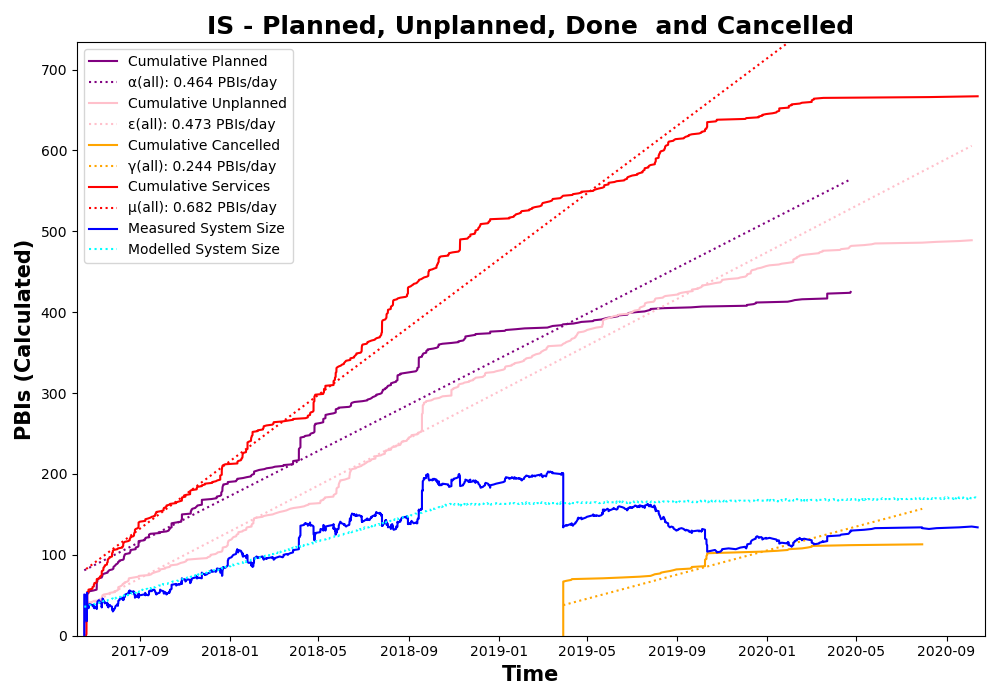 IS - Planned, Unplanned, Done  and Cancelled
Cumulative Planned
α(all): 0.464 PBIs/day
Cumulative Unplanned
ε(all): 0.473 PBIs/day
Cumulative Cancelled
γ(all): 0.244 PBIs/day
Cumulative Services
μ(all): 0.682 PBIs/day
Measured System Size
Modelled System Size
PBIs (Calculated)
700
600
500
400
300
200
100
0
2017-09 2018-01 2018-05 2018-09 2019-01 2019-05 2019-09 2020-01 2020-05 2020-09
Time